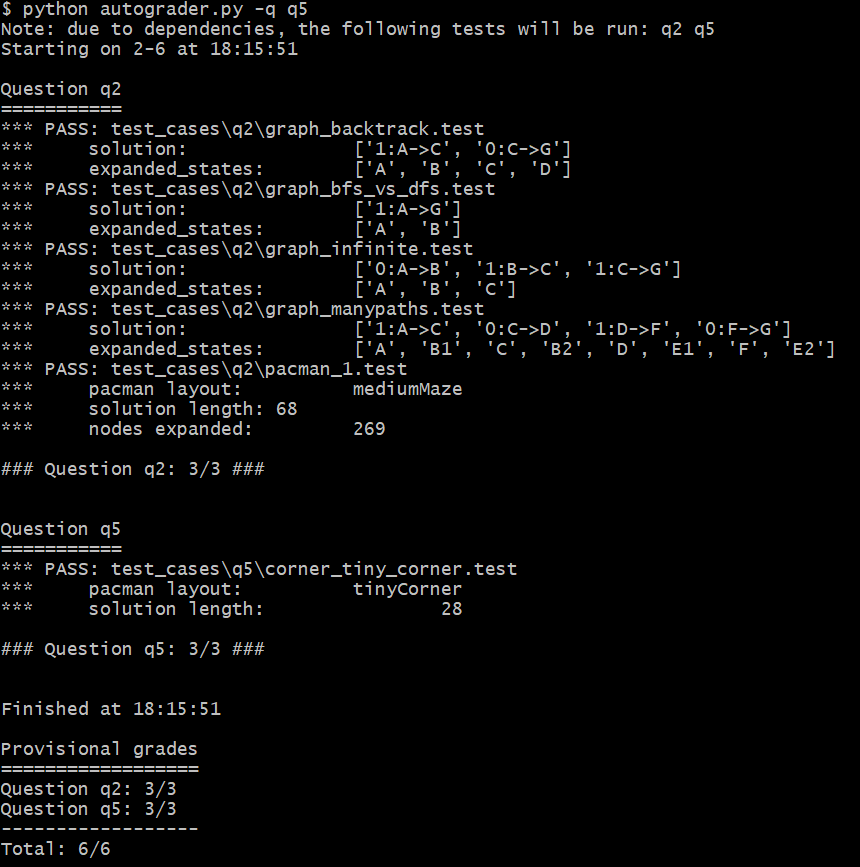 $ python autograder.py -q q5
Note: due to dependencies, the following tests will be run: q2 q5
Starting on 2-6 at 18:15:51
Question q2
===========
*** PASS: test_cases\q2\graph_backtrack.test
***     solution:               ['1:A->C', '0:C->G']
***     expanded_states:        ['A', 'B', 'C', 'D']
*** PASS: test_cases\q2\graph_bfs_vs_dfs.test
***     solution:               ['1:A->G']
***     expanded_states:        ['A', 'B']
*** PASS: test_cases\q2\graph_infinite.test
***     solution:               ['0:A->B', '1:B->C', '1:C->G']
***     expanded_states:        ['A', 'B', 'C']
*** PASS: test_cases\q2\graph_manypaths.test
***     solution:               ['1:A->C', '0:C->D', '1:D->F', '0:F->G']
***     expanded_states:        ['A', 'B1', 'C', 'B2', 'D', 'E1', 'F', 'E2']
*** PASS: test_cases\q2\pacman_1.test
***     pacman layout:          mediumMaze
***     solution length: 68
***     nodes expanded:         269
### Question q2: 3/3 ###
Question q5
===========
*** PASS: test_cases\q5\corner_tiny_corner.test
***     pacman layout:          tinyCorner
***     solution length:                28
### Question q5: 3/3 ###
Finished at 18:15:51
Provisional grades
==================
Question q2: 3/3
Question q5: 3/3
------------------
Total: 6/6